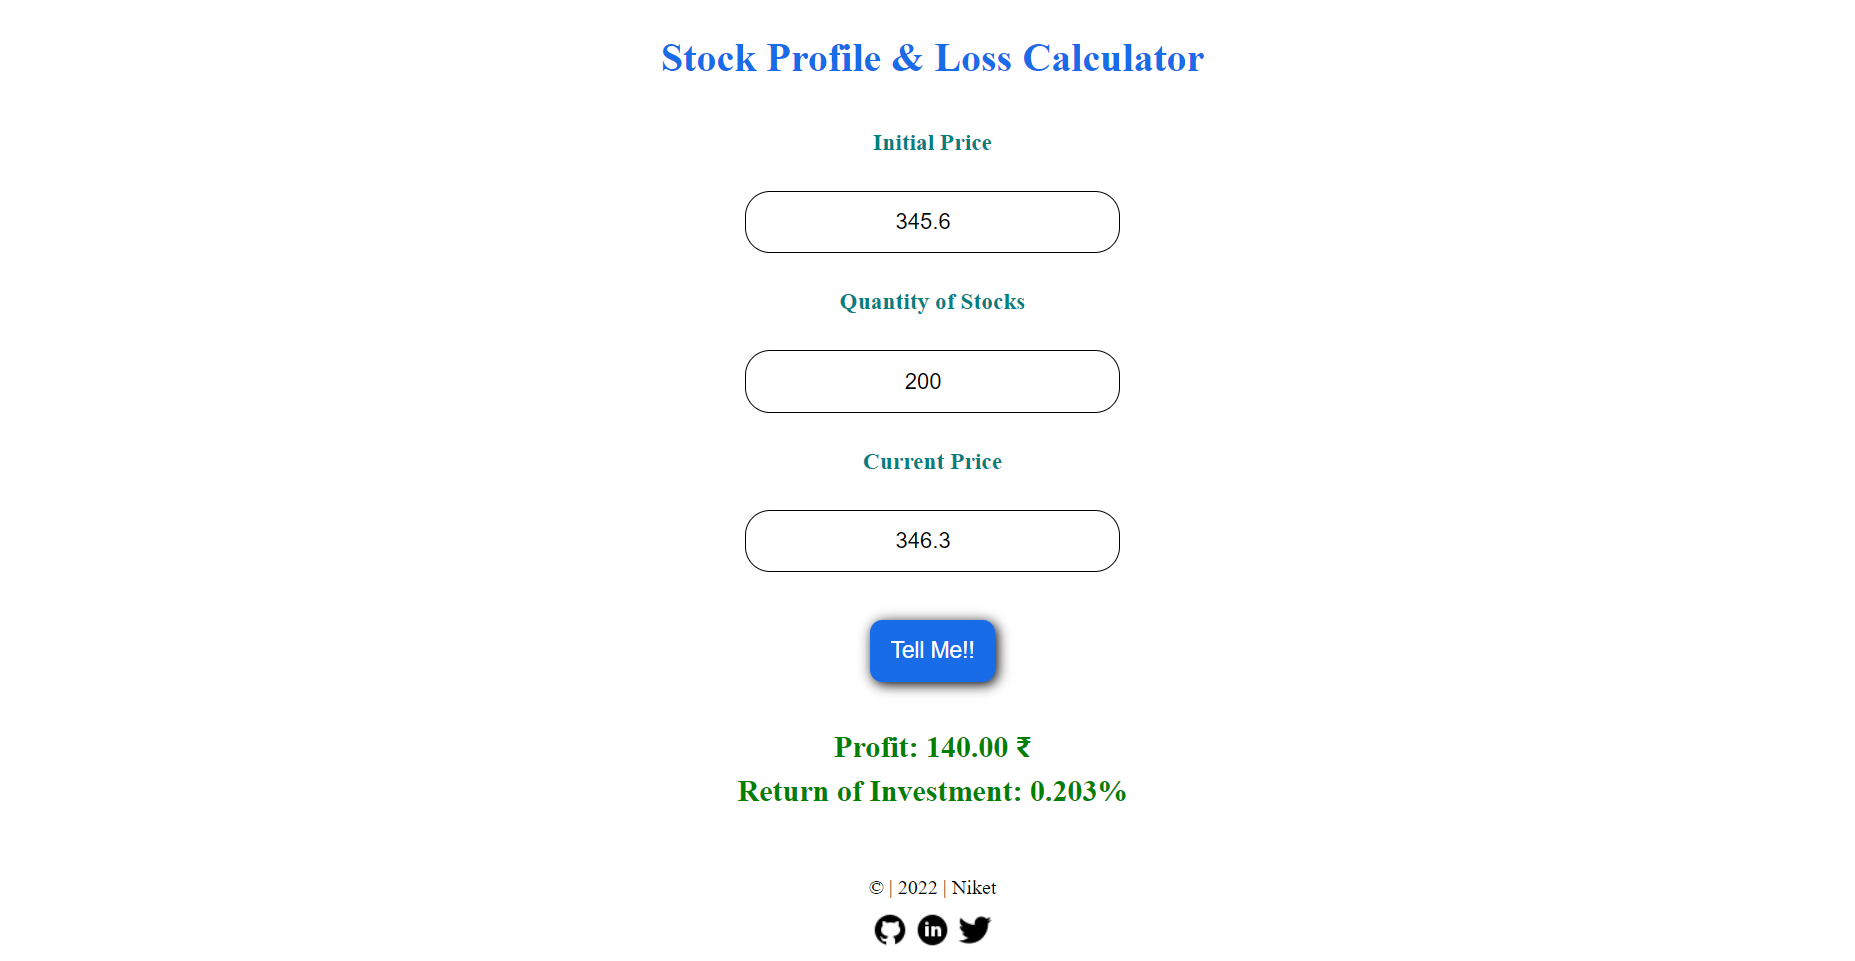 Stock Profile & Loss Calculator
Initial Price
345.6
Quantity of Stocks
200
Current Price
346.3
Tell Me!!
Profit: 140.00 ₹
Return of Investment: 0.203%
© | 2022 | Niket
in